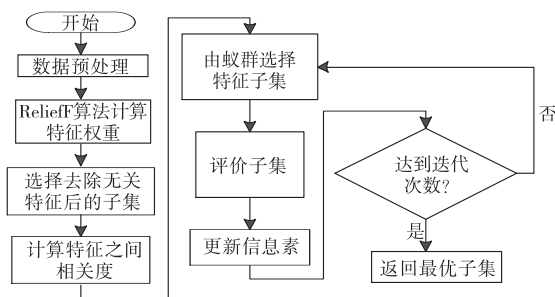 开始
数据预处理
ReliefF算法计算
特征权重
选择去除无关
特征后的子集
计算特征之间
相关度
由蚁群选择
特征子集
评价子集
更新信息素
达到迭代
次数?
否
是
返回最优子集